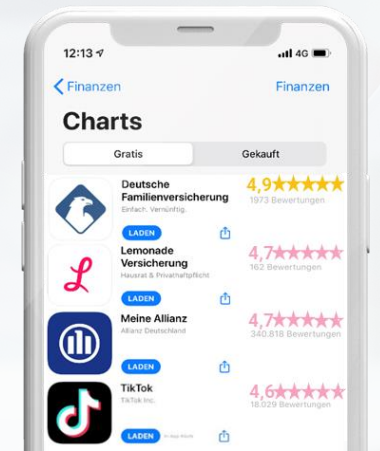 12:13
4G
Finanzen
Finanzen
Charts
Gratis
Gekauft
Deutsche
Familienversicherung
Einfach. Vernünftig.
4,9★★★★★
1973 Bewertungen
LADEN
Lemonade
Versicherung
Hausrat & Privathaftpflicht
4,7★★★★★
162 Bewertungen
LADEN
Meine Allianz
Allianz Deutschland
4,7★★★★★
340.818 Bewertungen
LADEN
TikTok
TikTok Inc.
4,6★★★★★
18.029 Bewertungen
LADEN